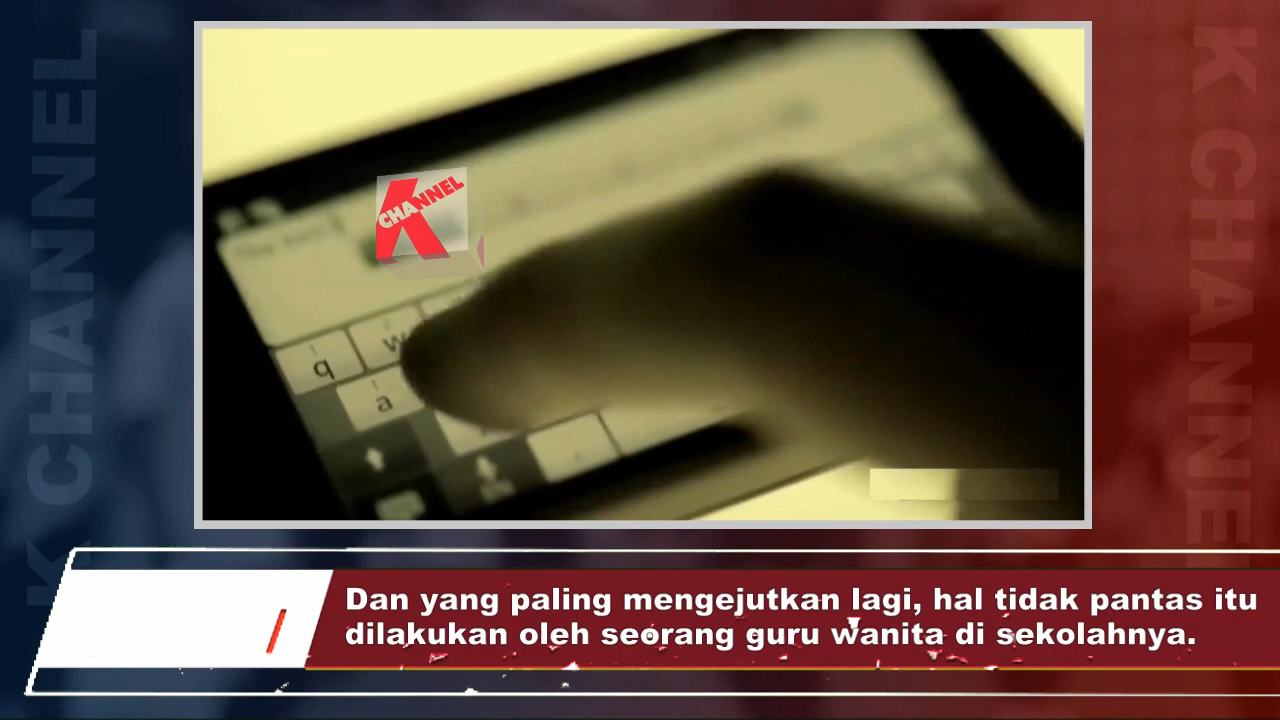 K CHANNEL
K CHANNEL
K CHANNEL
q
w
a
Dan yang paling mengejutkan lagi, hal tidak pantas itu
dilakukan oleh seorang guru wanita di sekolahnya.